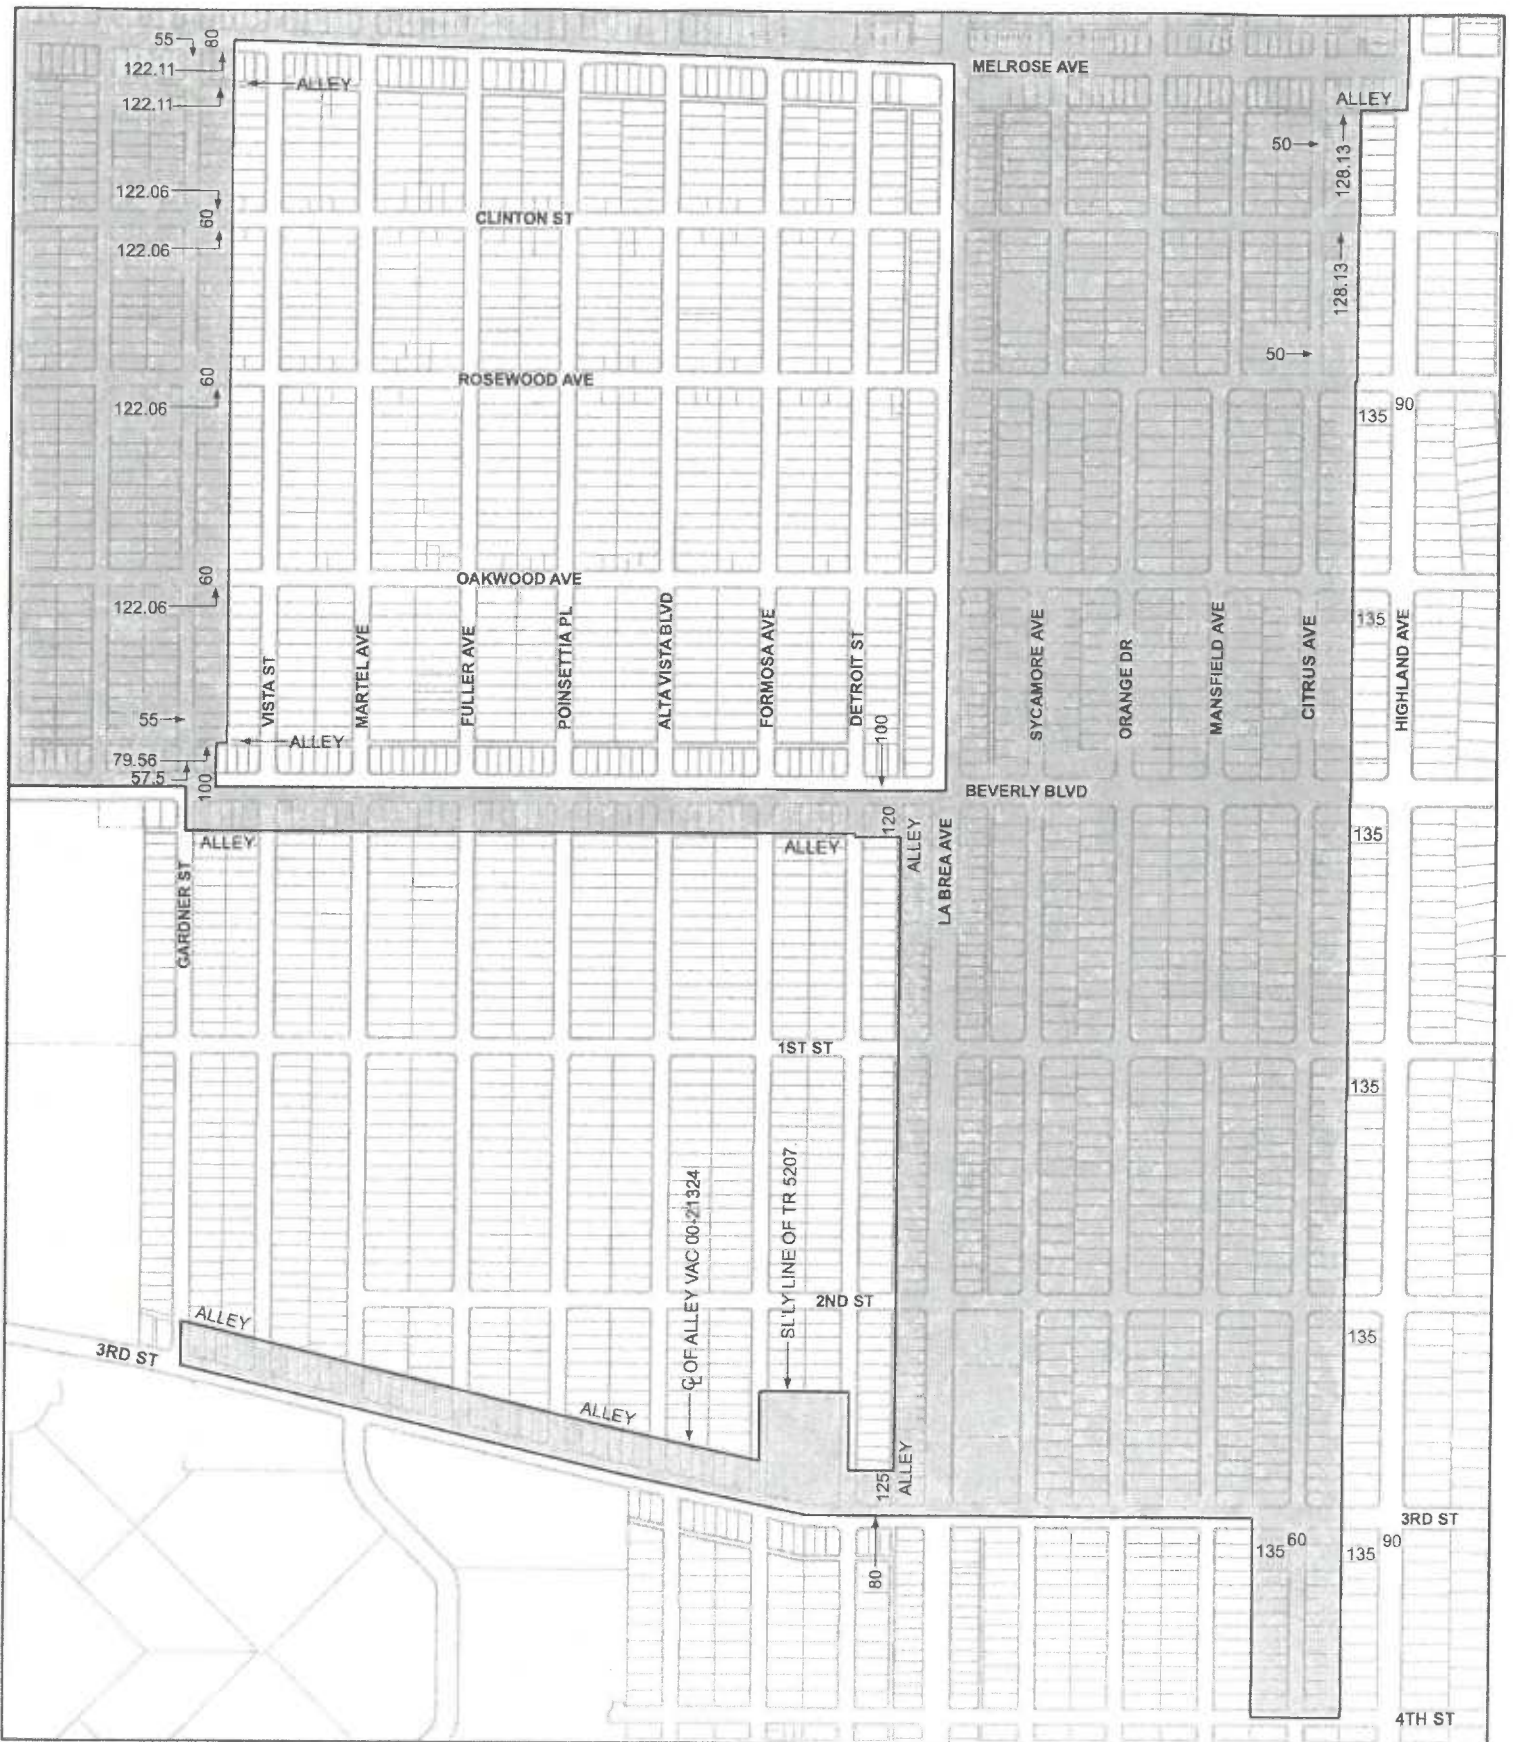 55
80
122.11
ALLEY
122.11
MELROSE AVE
ALLEY
50
128.13
122.06
60
122.06
CLINTON ST
128.13
50
60
122.06
ROSEWOOD AVE
135
90
60
122.06
OAKWOOD AVE
135
VISTA ST
MARTEL AVE
FULLER AVE
POINSETTIA PL
ALTA VISTA BLVD
FORMOSA AVE
DETROIT ST
SYCAMORE AVE
ORANGE DR
MANSFIELD AVE
CITRUS AVE
HIGHLAND AVE
55
ALLEY
79.56
57.5
100
100
BEVERLY BLVD
ALLEY
ALLEY
120
ALLEY
LA BREA AVE
135
GARDNER ST
1ST ST
135
℄ OF ALLEY VAC 00-21324
SL'LY LINE OF TR 5207
2ND ST
ALLEY
3RD ST
135
ALLEY
125
ALLEY
3RD ST
80
135
60
135
90
4TH ST